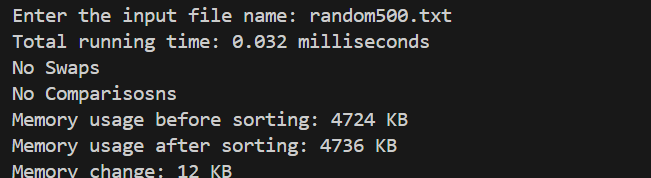 Enter the input file name: random500.txt
Total running time: 0.032 milliseconds
No Swaps
No Comparisosns
Memory usage before sorting: 4724 KB
Memory usage after sorting: 4736 KB
Memory change: 12 KB